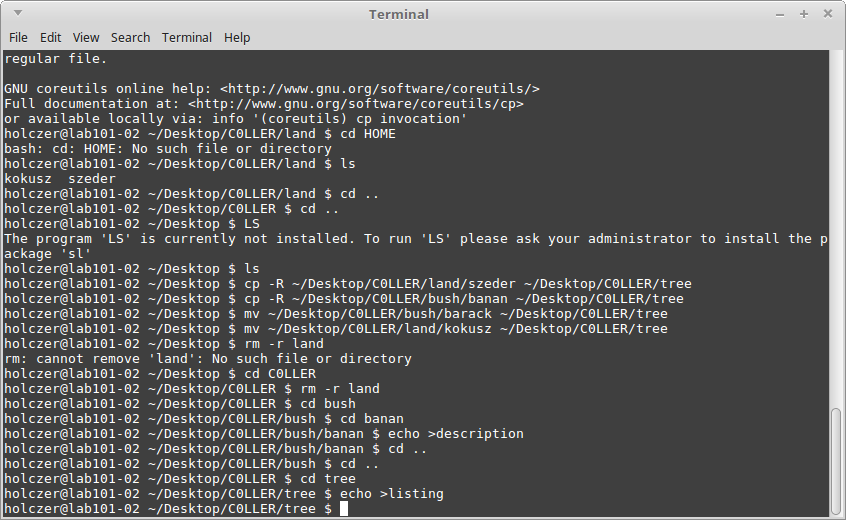 Terminal
File Edit View Search Terminal Help
regular file.
GNU coreutils online help: <http://www.gnu.org/software/coreutils/>
Full documentation at: <http://www.gnu.org/software/coreutils/cp>
or available locally via: info '(coreutils) cp invocation'
holczer@lab101-02 ~/Desktop/C0LLER/land $ cd HOME
bash: cd: HOME: No such file or directory
holczer@lab101-02 ~/Desktop/C0LLER/land $ ls
kokusz  szeder
holczer@lab101-02 ~/Desktop/C0LLER/land $ cd ..
holczer@lab101-02 ~/Desktop/C0LLER $ cd ..
holczer@lab101-02 ~/Desktop $ LS
The program 'LS' is currently not installed. To run 'LS' please ask your administrator to install the p
ackage 'sl'
holczer@lab101-02 ~/Desktop $ ls
holczer@lab101-02 ~/Desktop $ cp -R ~/Desktop/C0LLER/land/szeder ~/Desktop/C0LLER/tree
holczer@lab101-02 ~/Desktop $ cp -R ~/Desktop/C0LLER/bush/banan ~/Desktop/C0LLER/tree
holczer@lab101-02 ~/Desktop $ mv ~/Desktop/C0LLER/bush/barack ~/Desktop/C0LLER/tree
holczer@lab101-02 ~/Desktop $ mv ~/Desktop/C0LLER/land/kokusz ~/Desktop/C0LLER/tree
holczer@lab101-02 ~/Desktop $ rm -r land
rm: cannot remove 'land': No such file or directory
holczer@lab101-02 ~/Desktop $ cd C0LLER
holczer@lab101-02 ~/Desktop/C0LLER $ rm -r land
holczer@lab101-02 ~/Desktop/C0LLER $ cd bush
holczer@lab101-02 ~/Desktop/C0LLER/bush $ cd banan
holczer@lab101-02 ~/Desktop/C0LLER/bush/banan $ echo >description
holczer@lab101-02 ~/Desktop/C0LLER/bush/banan $ cd ..
holczer@lab101-02 ~/Desktop/C0LLER/bush $ cd ..
holczer@lab101-02 ~/Desktop/C0LLER $ cd tree
holczer@lab101-02 ~/Desktop/C0LLER/tree $ echo >listing
holczer@lab101-02 ~/Desktop/C0LLER/tree $